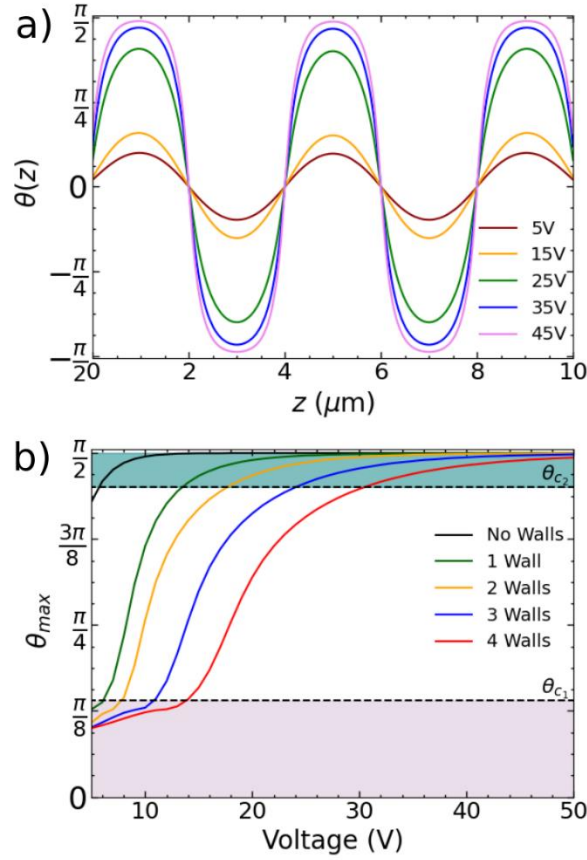 a)
π/2
π/4
0
−π/4
−π/2
θ(z)
5V
15V
25V
35V
45V
0 2 4 6 8 10
z (μm)
b)
π/2
3π/8
π/4
π/8
0
θmax
θc2
No Walls
1 Wall
2 Walls
3 Walls
4 Walls
θc1
10 20 30 40 50
Voltage (V)